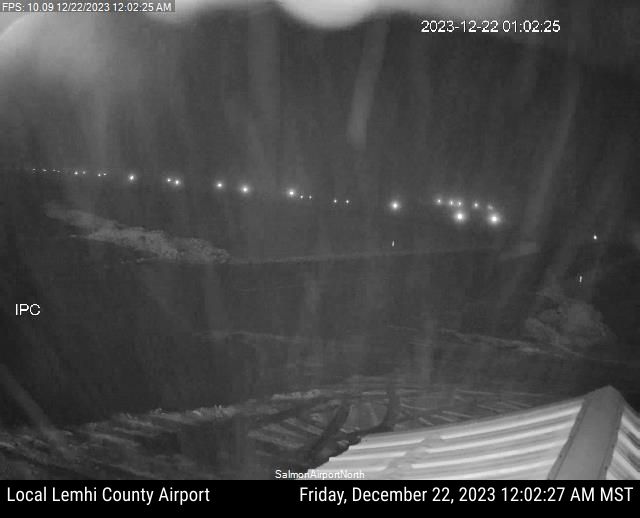 FPS: 10.09 12/22/2023 12:02:25 AM
2023-12-22 01:02:25
IPC
SalmonAirportNorth
Local Lemhi County Airport
Friday, December 22, 2023 12:02:27 AM MST